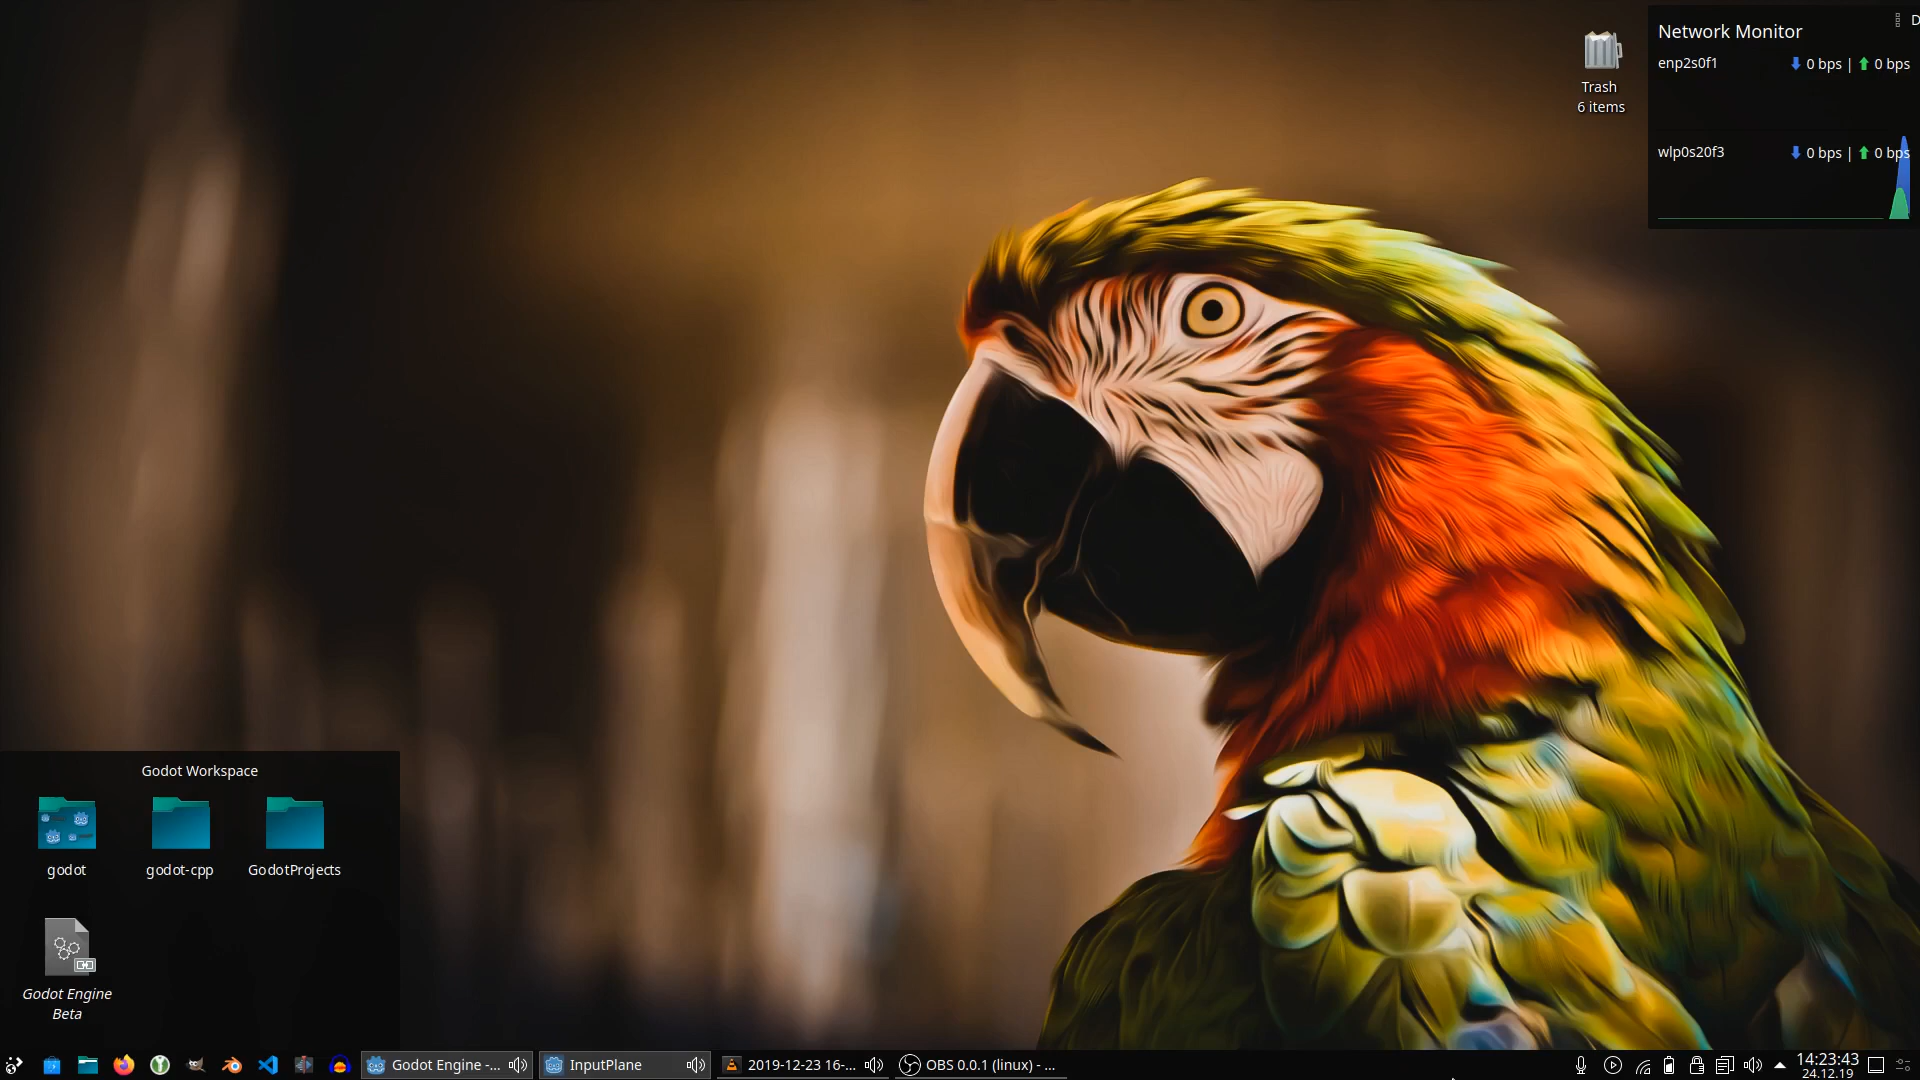 D
Network Monitor
enp2s0f1
0 bps | 0 bps
wlp0s20f3
0 bps | 0 bps
Trash
6 items
Godot Workspace
godot
godot-cpp
GodotProjects
Godot Engine
Beta
Godot Engine -...
InputPlane
2019-12-23 16-...
OBS 0.0.1 (linux) - ...
14:23:43
24.12.19